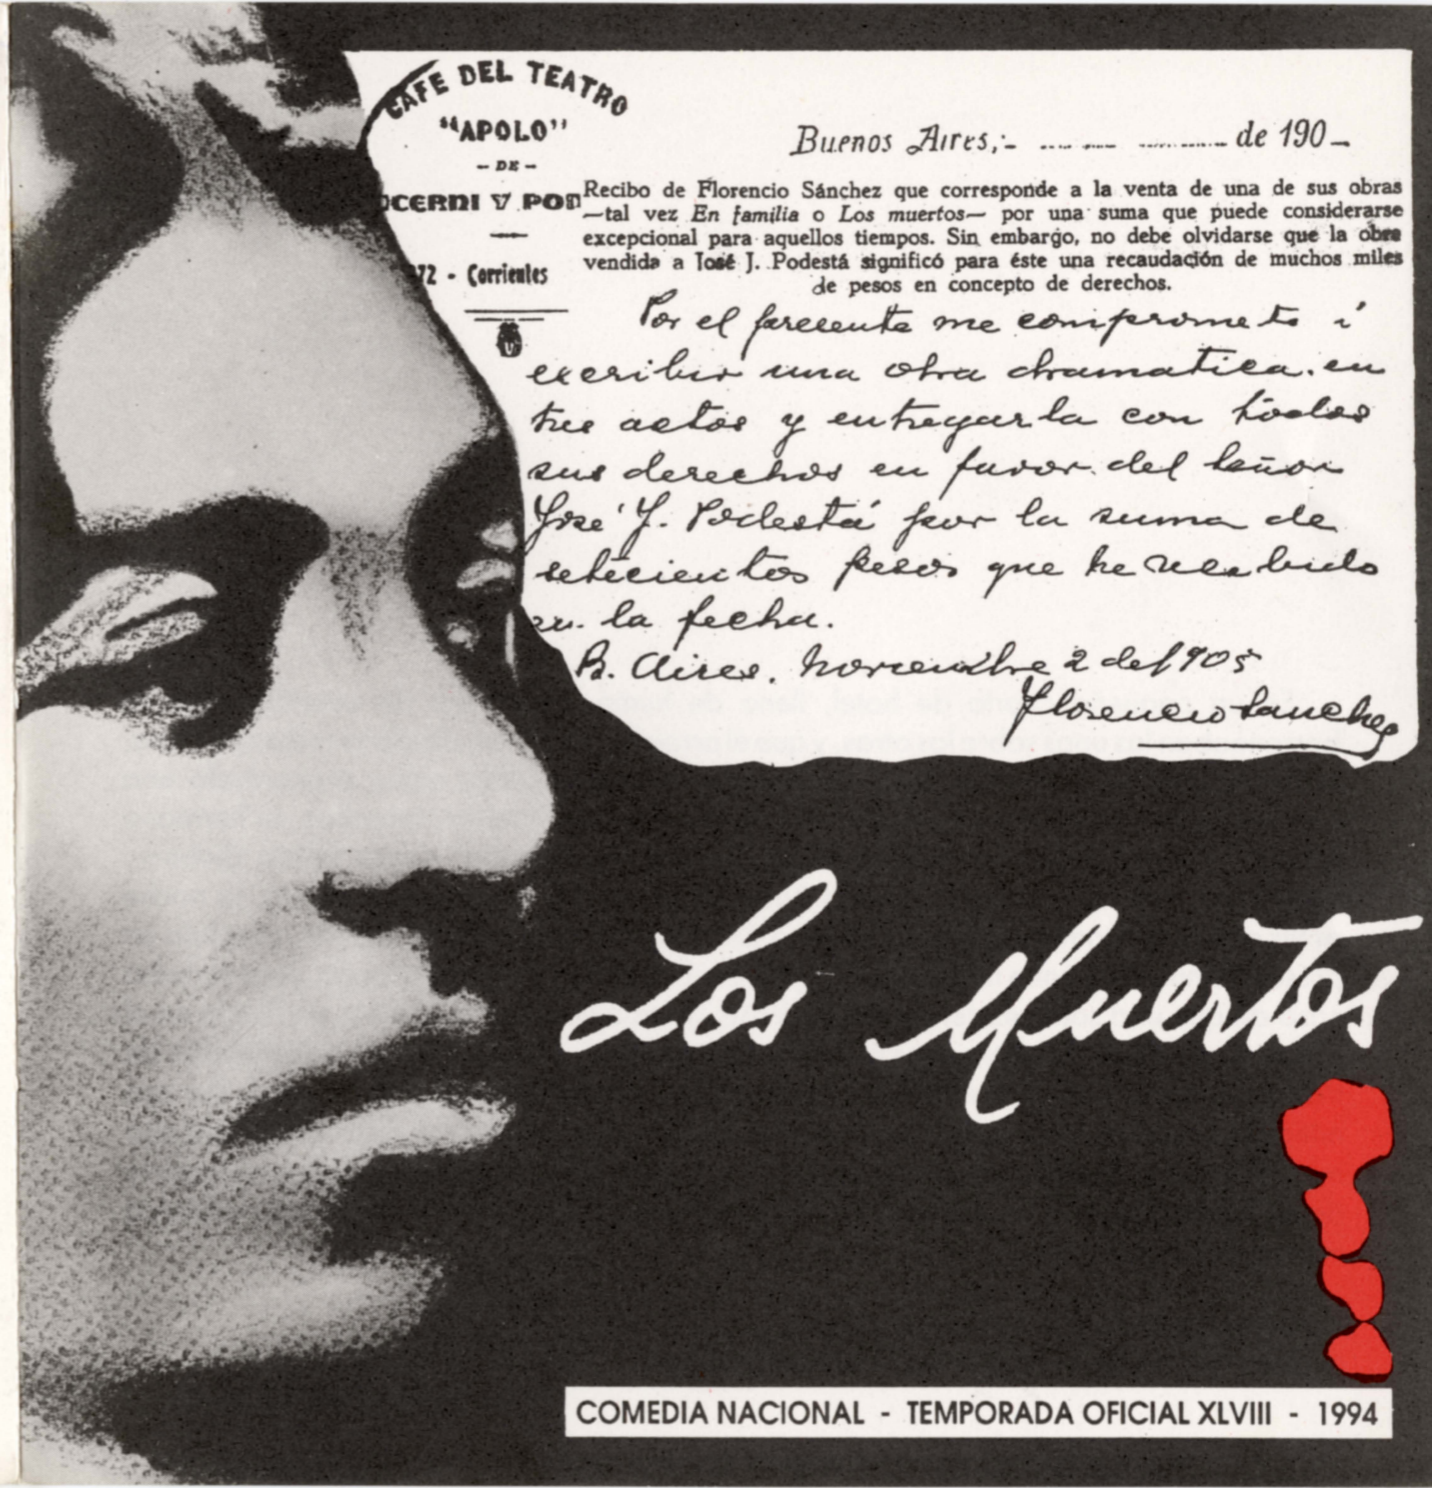 CAFE DEL TEATRO
"APOLO"
- DE -
CERNI Y POD
72 - Corrientes
Buenos Aires,- de 190-
Recibo de Florencio Sánchez que corresponde a la venta de una de sus obras
—tal vez En familia o Los muertos— por una suma que puede considerarse
excepcional para aquellos tiempos. Sin embargo, no debe olvidarse que la obra
vendida a José J. Podestá significó para éste una recaudación de muchos miles
de pesos en concepto de derechos.
Por el presente me comprometo á
escribir una obra dramatica en
tres actos y entregarla con todos
sus derechos en favor del señor
José J. Podestá por la suma de
setecientos pesos que he recibido
en la fecha.
B. Aires. Noviembre 2 del 905
Florencio Sanchez
Los Muertos
COMEDIA NACIONAL - TEMPORADA OFICIAL XLVIII - 1994